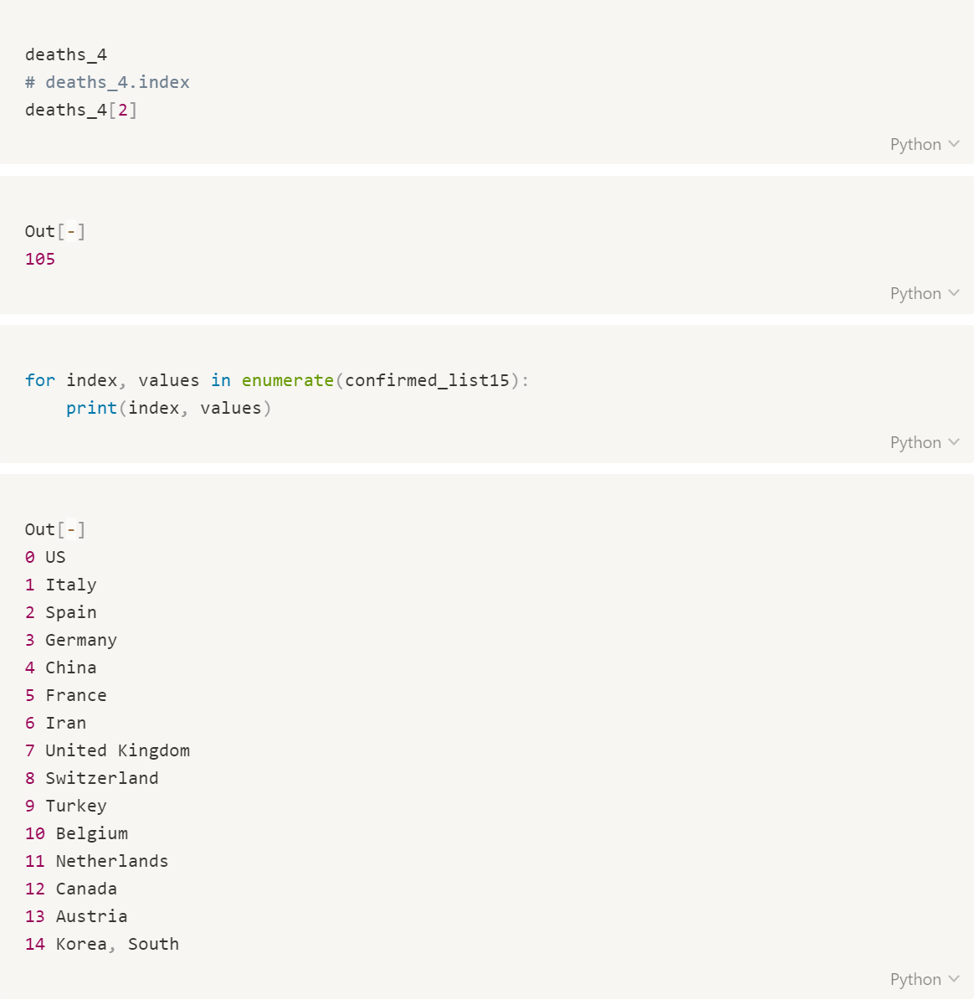 deaths_4
# deaths_4.index
deaths_4[2]
Python
Out[-]
105
Python
for index, values in enumerate(confirmed_list15):
    print(index, values)
Python
Out[-]
0 US
1 Italy
2 Spain
3 Germany
4 China
5 France
6 Iran
7 United Kingdom
8 Switzerland
9 Turkey
10 Belgium
11 Netherlands
12 Canada
13 Austria
14 Korea, South
Python